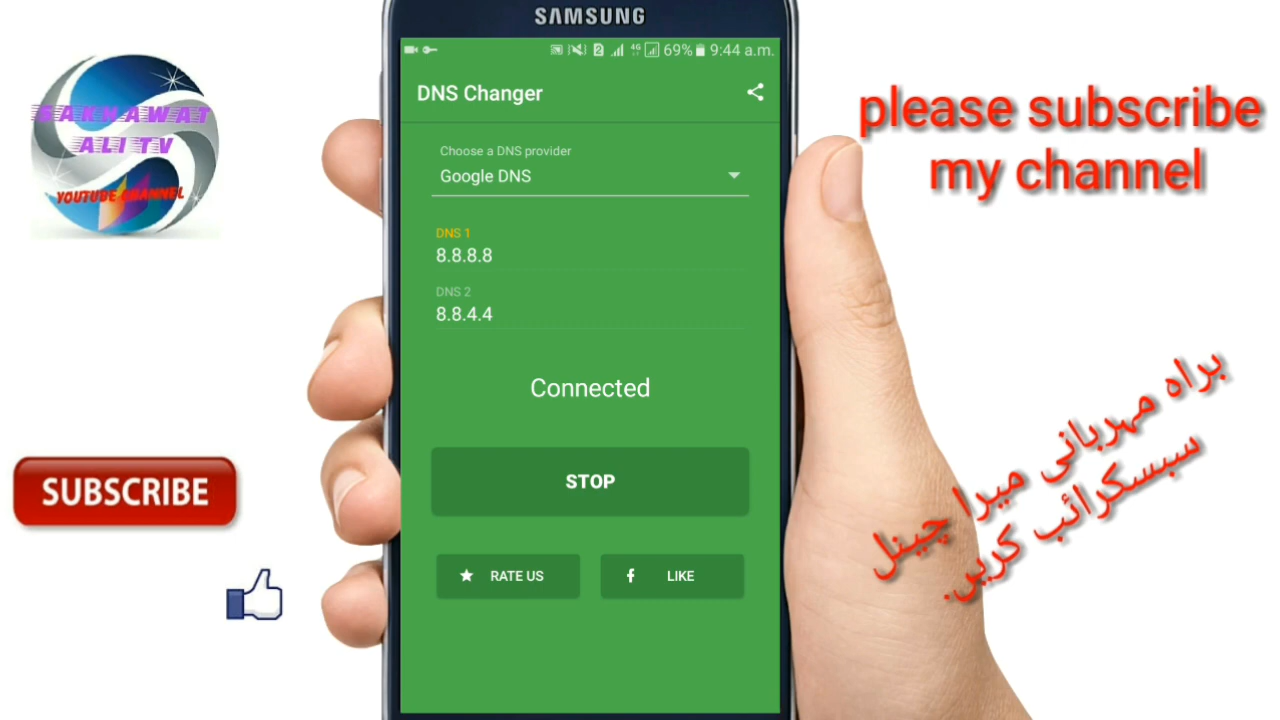 SAMSUNG
4G 69% 9:44 a.m.
DNS Changer
Choose a DNS provider
Google DNS
DNS 1
8.8.8.8
DNS 2
8.8.4.4
Connected
STOP
RATE US
LIKE
SAKHAWAT
ALI TV
YOUTUBE CHANNEL
SUBSCRIBE
please subscribe
my channel
براہ مہربانی میرا چینل
سبسکرائب کریں.